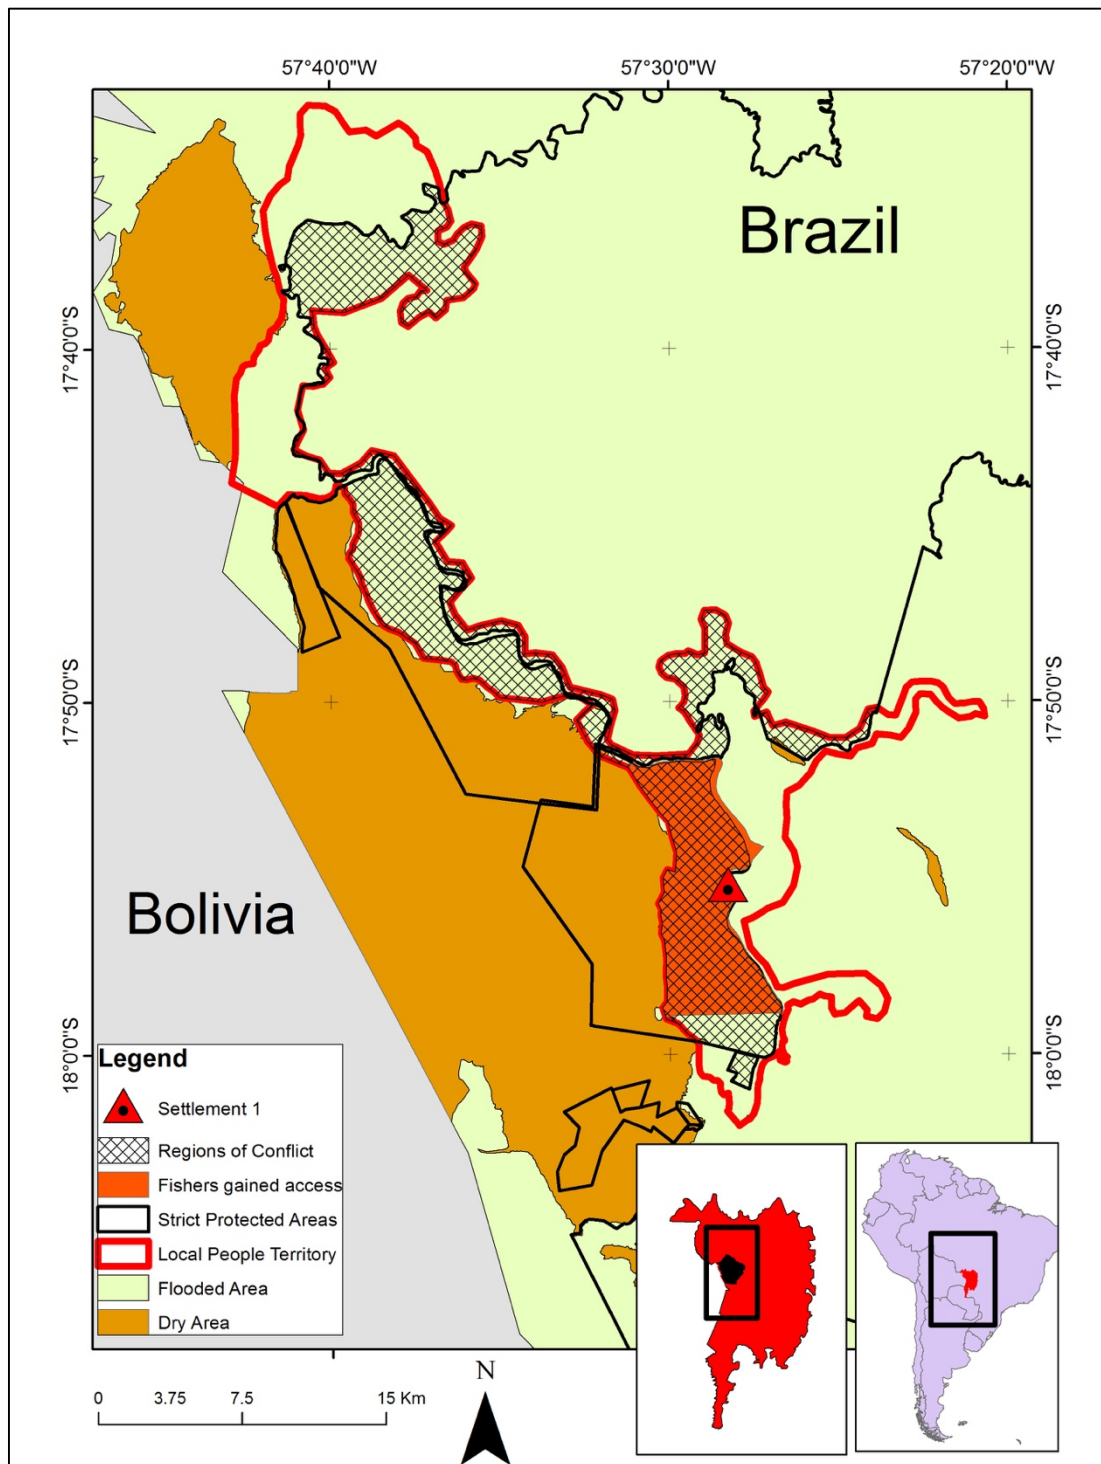 57°40'0"W
57°30'0"W
57°20'0"W
Brazil
17°40'0"S
17°40'0"S
17°50'0"S
17°50'0"S
Bolivia
18°0'0"S
18°0'0"S
Legend
Settlement 1
Regions of Conflict
Fishers gained access
Strict Protected Areas
Local People Territory
Flooded Area
Dry Area
N
0 3.75 7.5 15 Km